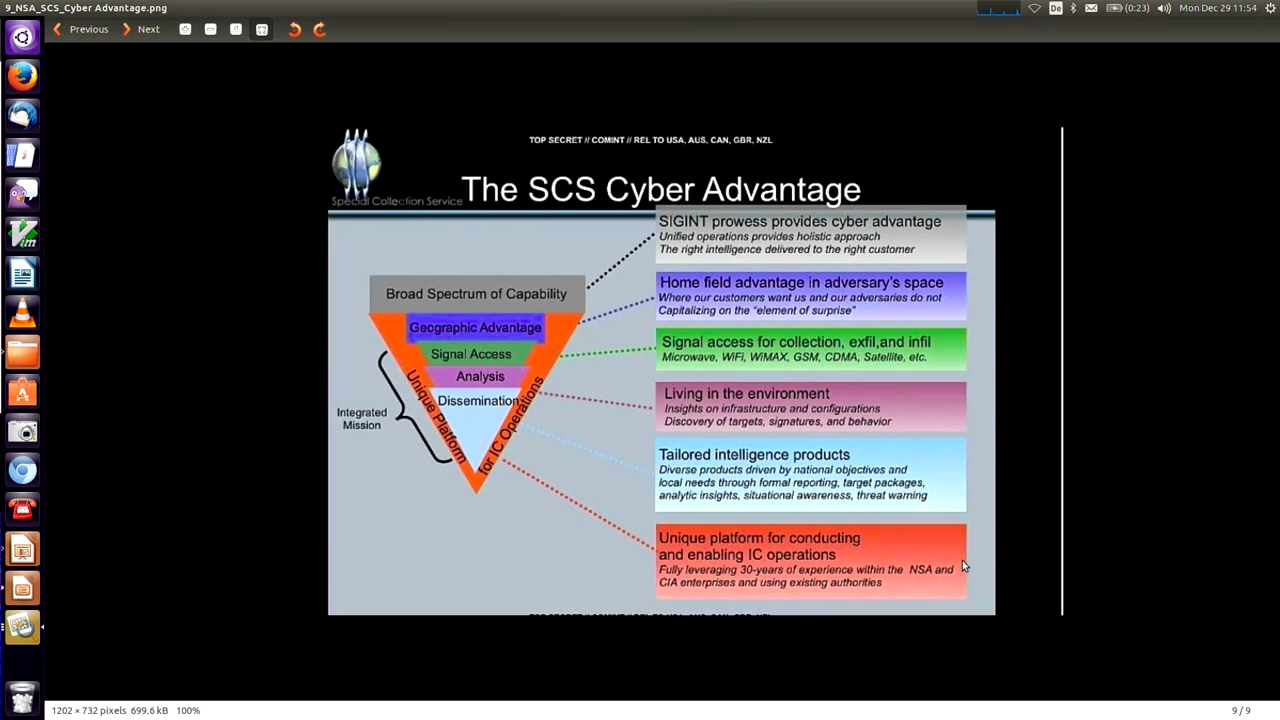 9_NSA_SCS_Cyber Advantage.png
De
(0:23)
Mon Dec 29 11:54
Previous
Next
TOP SECRET // COMINT // REL TO USA, AUS, CAN, GBR, NZL
Special Collection Service
The SCS Cyber Advantage
Broad Spectrum of Capability
Geographic Advantage
Signal Access
Analysis
Dissemination
Unique Platform
for IC Operations
Integrated
Mission
SIGINT prowess provides cyber advantage
Unified operations provides holistic approach
The right intelligence delivered to the right customer
Home field advantage in adversary's space
Where our customers want us and our adversaries do not
Capitalizing on the "element of surprise"
Signal access for collection, exfil,and infil
Microwave, WiFi, WiMAX, GSM, CDMA, Satellite, etc.
Living in the environment
Insights on infrastructure and configurations
Discovery of targets, signatures, and behavior
Tailored intelligence products
Diverse products driven by national objectives and
local needs through formal reporting, target packages,
analytic insights, situational awareness, threat warning
Unique platform for conducting
and enabling IC operations
Fully leveraging 30-years of experience within the NSA and
CIA enterprises and using existing authorities
1202 × 732 pixels 699.6 kB 100%
9 / 9